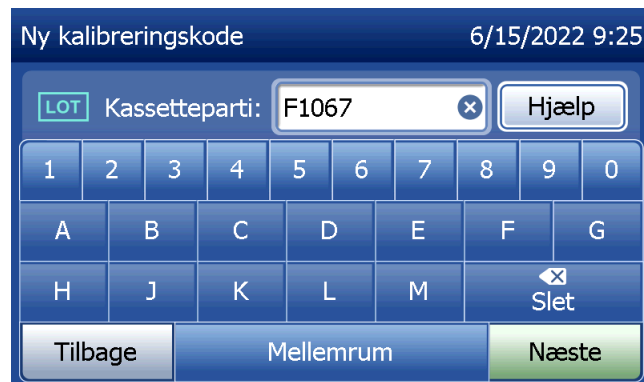 Ny kalibreringskode 6/15/2022 9:25
LOT Kassetteparti: F1067 Hjælp
1 2 3 4 5 6 7 8 9 0
A B C D E F G
H J K L M Slet
Tilbage Mellemrum Næste